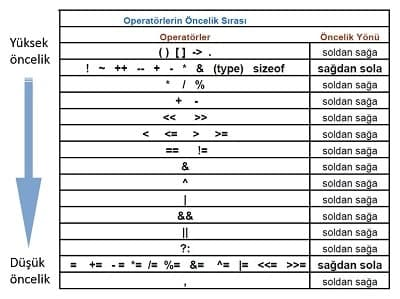 Operatörlerin Öncelik Sırası
Operatörler Öncelik Yönü
Yüksek öncelik
( ) [ ] -> . soldan sağa
! ~ ++ -- + - * & (type) sizeof sağdan sola
* / % soldan sağa
+ - soldan sağa
<< >> soldan sağa
< <= > >= soldan sağa
== != soldan sağa
& soldan sağa
^ soldan sağa
| soldan sağa
&& soldan sağa
|| soldan sağa
?: soldan sağa
Düşük öncelik
= += -= *= /= %= &= ^= |= <<= >>= sağdan sola
, soldan sağa